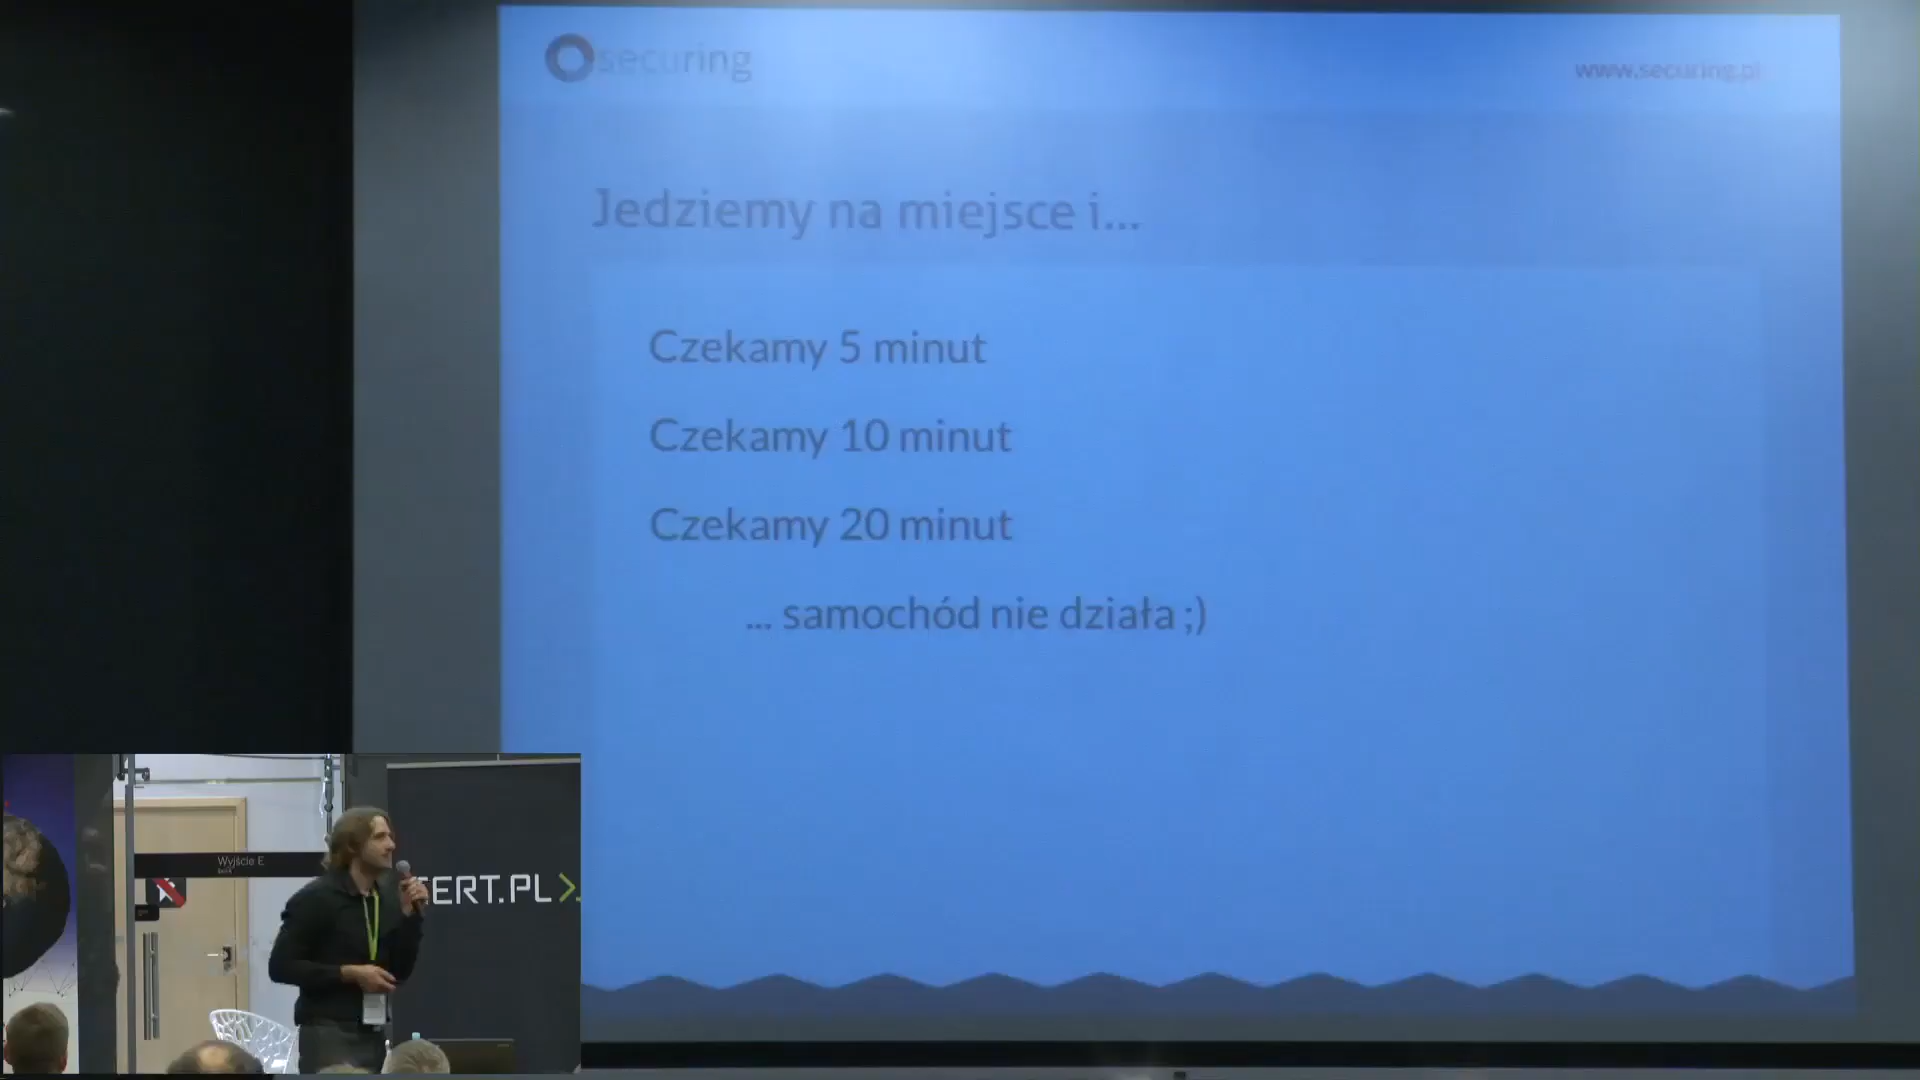 securing
www.securing.pl
Jedziemy na miejsce i...
Czekamy 5 minut
Czekamy 10 minut
Czekamy 20 minut
... samochód nie działa ;)
Wyjście E
CERT.PL>_